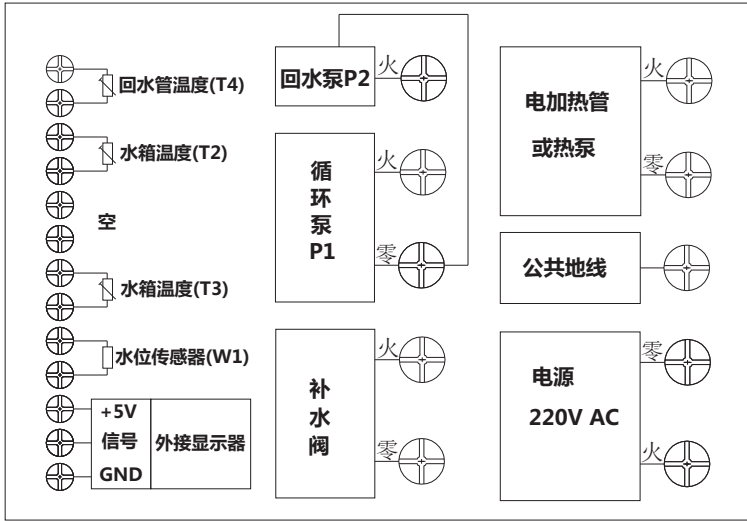 回水管温度(T4)
水箱温度(T2)
空
水箱温度(T3)
水位传感器(W1)
+5V
信号
GND
外接显示器
回水泵P2
火
循
环
泵
P1
火
零
补
水
阀
火
零
电加热管
或热泵
火
零
公共地线
电源
220V AC
零
火